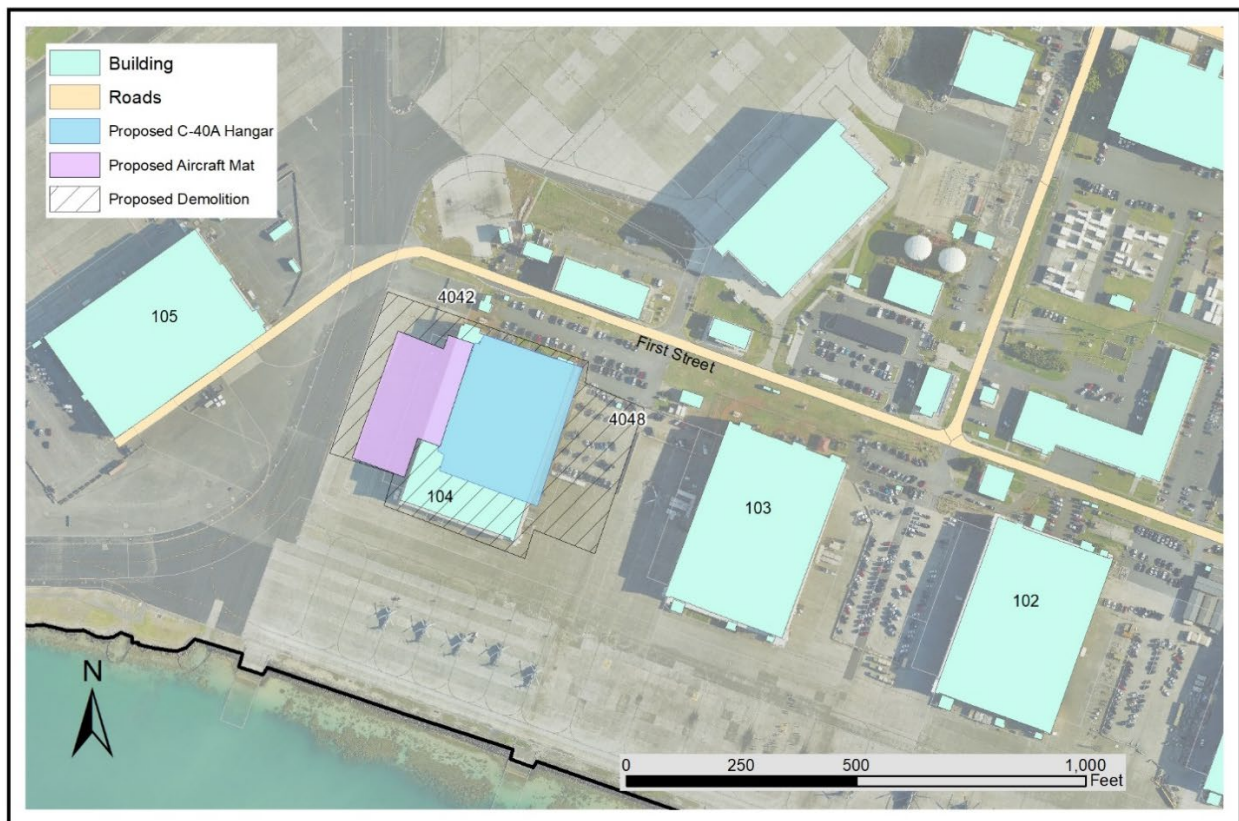 Building
Roads
Proposed C-40A Hangar
Proposed Aircraft Mat
Proposed Demolition
4042
105
First Street
4048
104
103
102
N
0 250 500 1,000
Feet